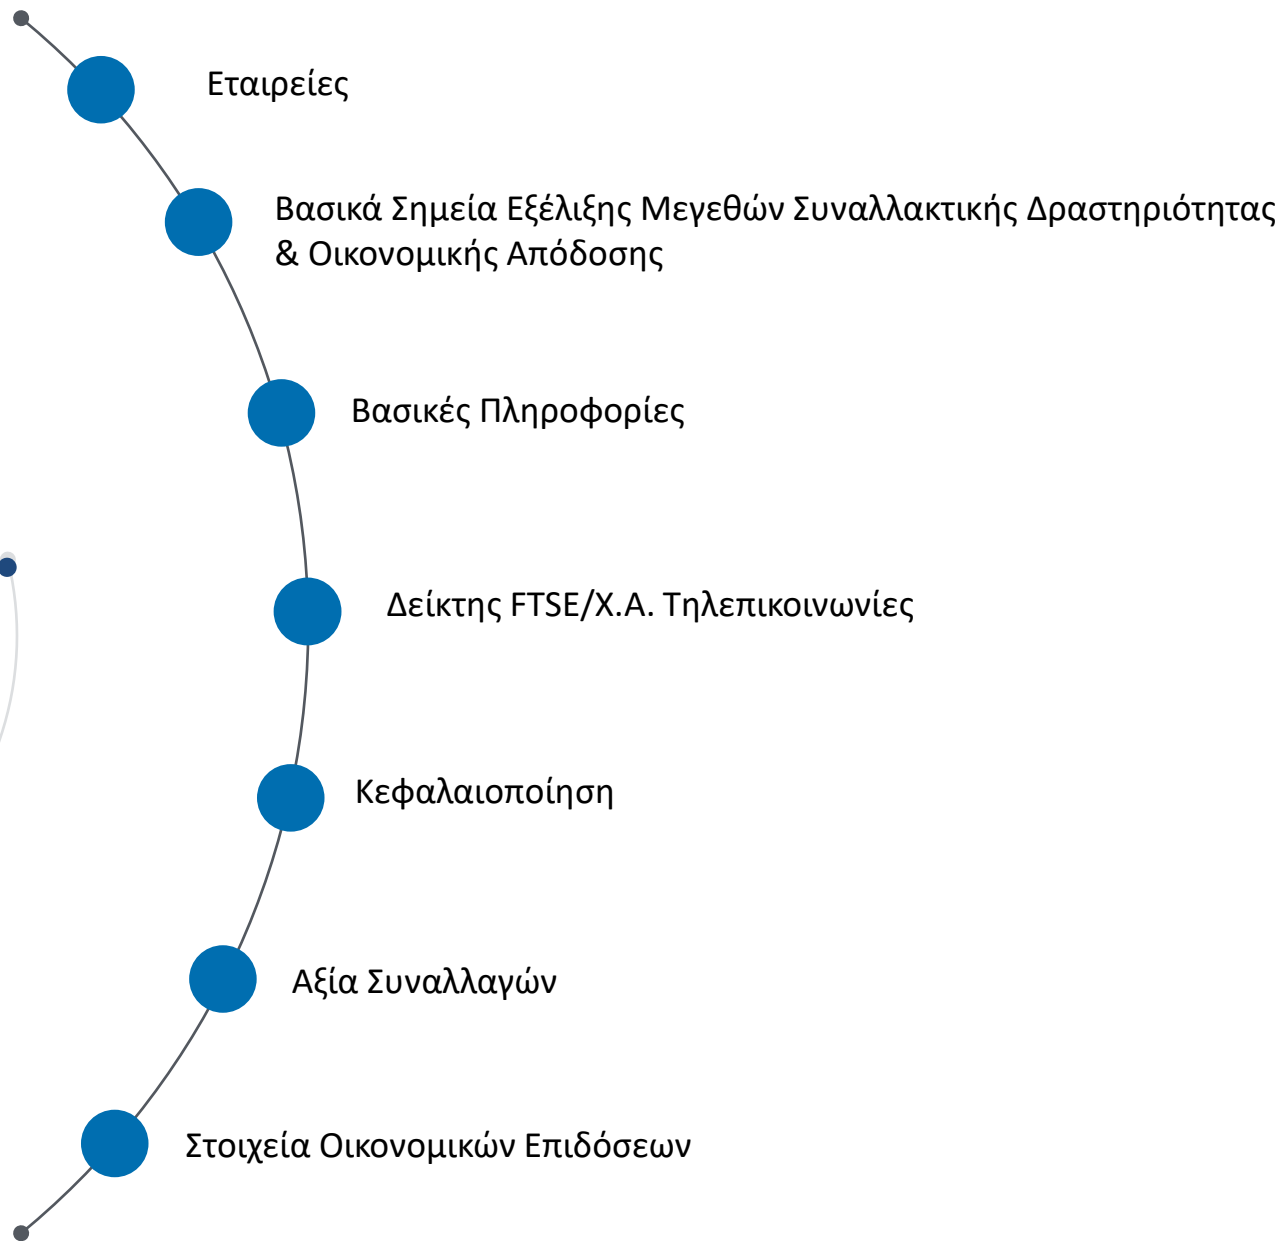 Εταιρείες
Βασικά Σημεία Εξέλιξης Μεγεθών Συναλλακτικής Δραστηριότητας
& Οικονομικής Απόδοσης
Βασικές Πληροφορίες
Δείκτης FTSE/Χ.Α. Τηλεπικοινωνίες
Κεφαλαιοποίηση
Αξία Συναλλαγών
Στοιχεία Οικονομικών Επιδόσεων